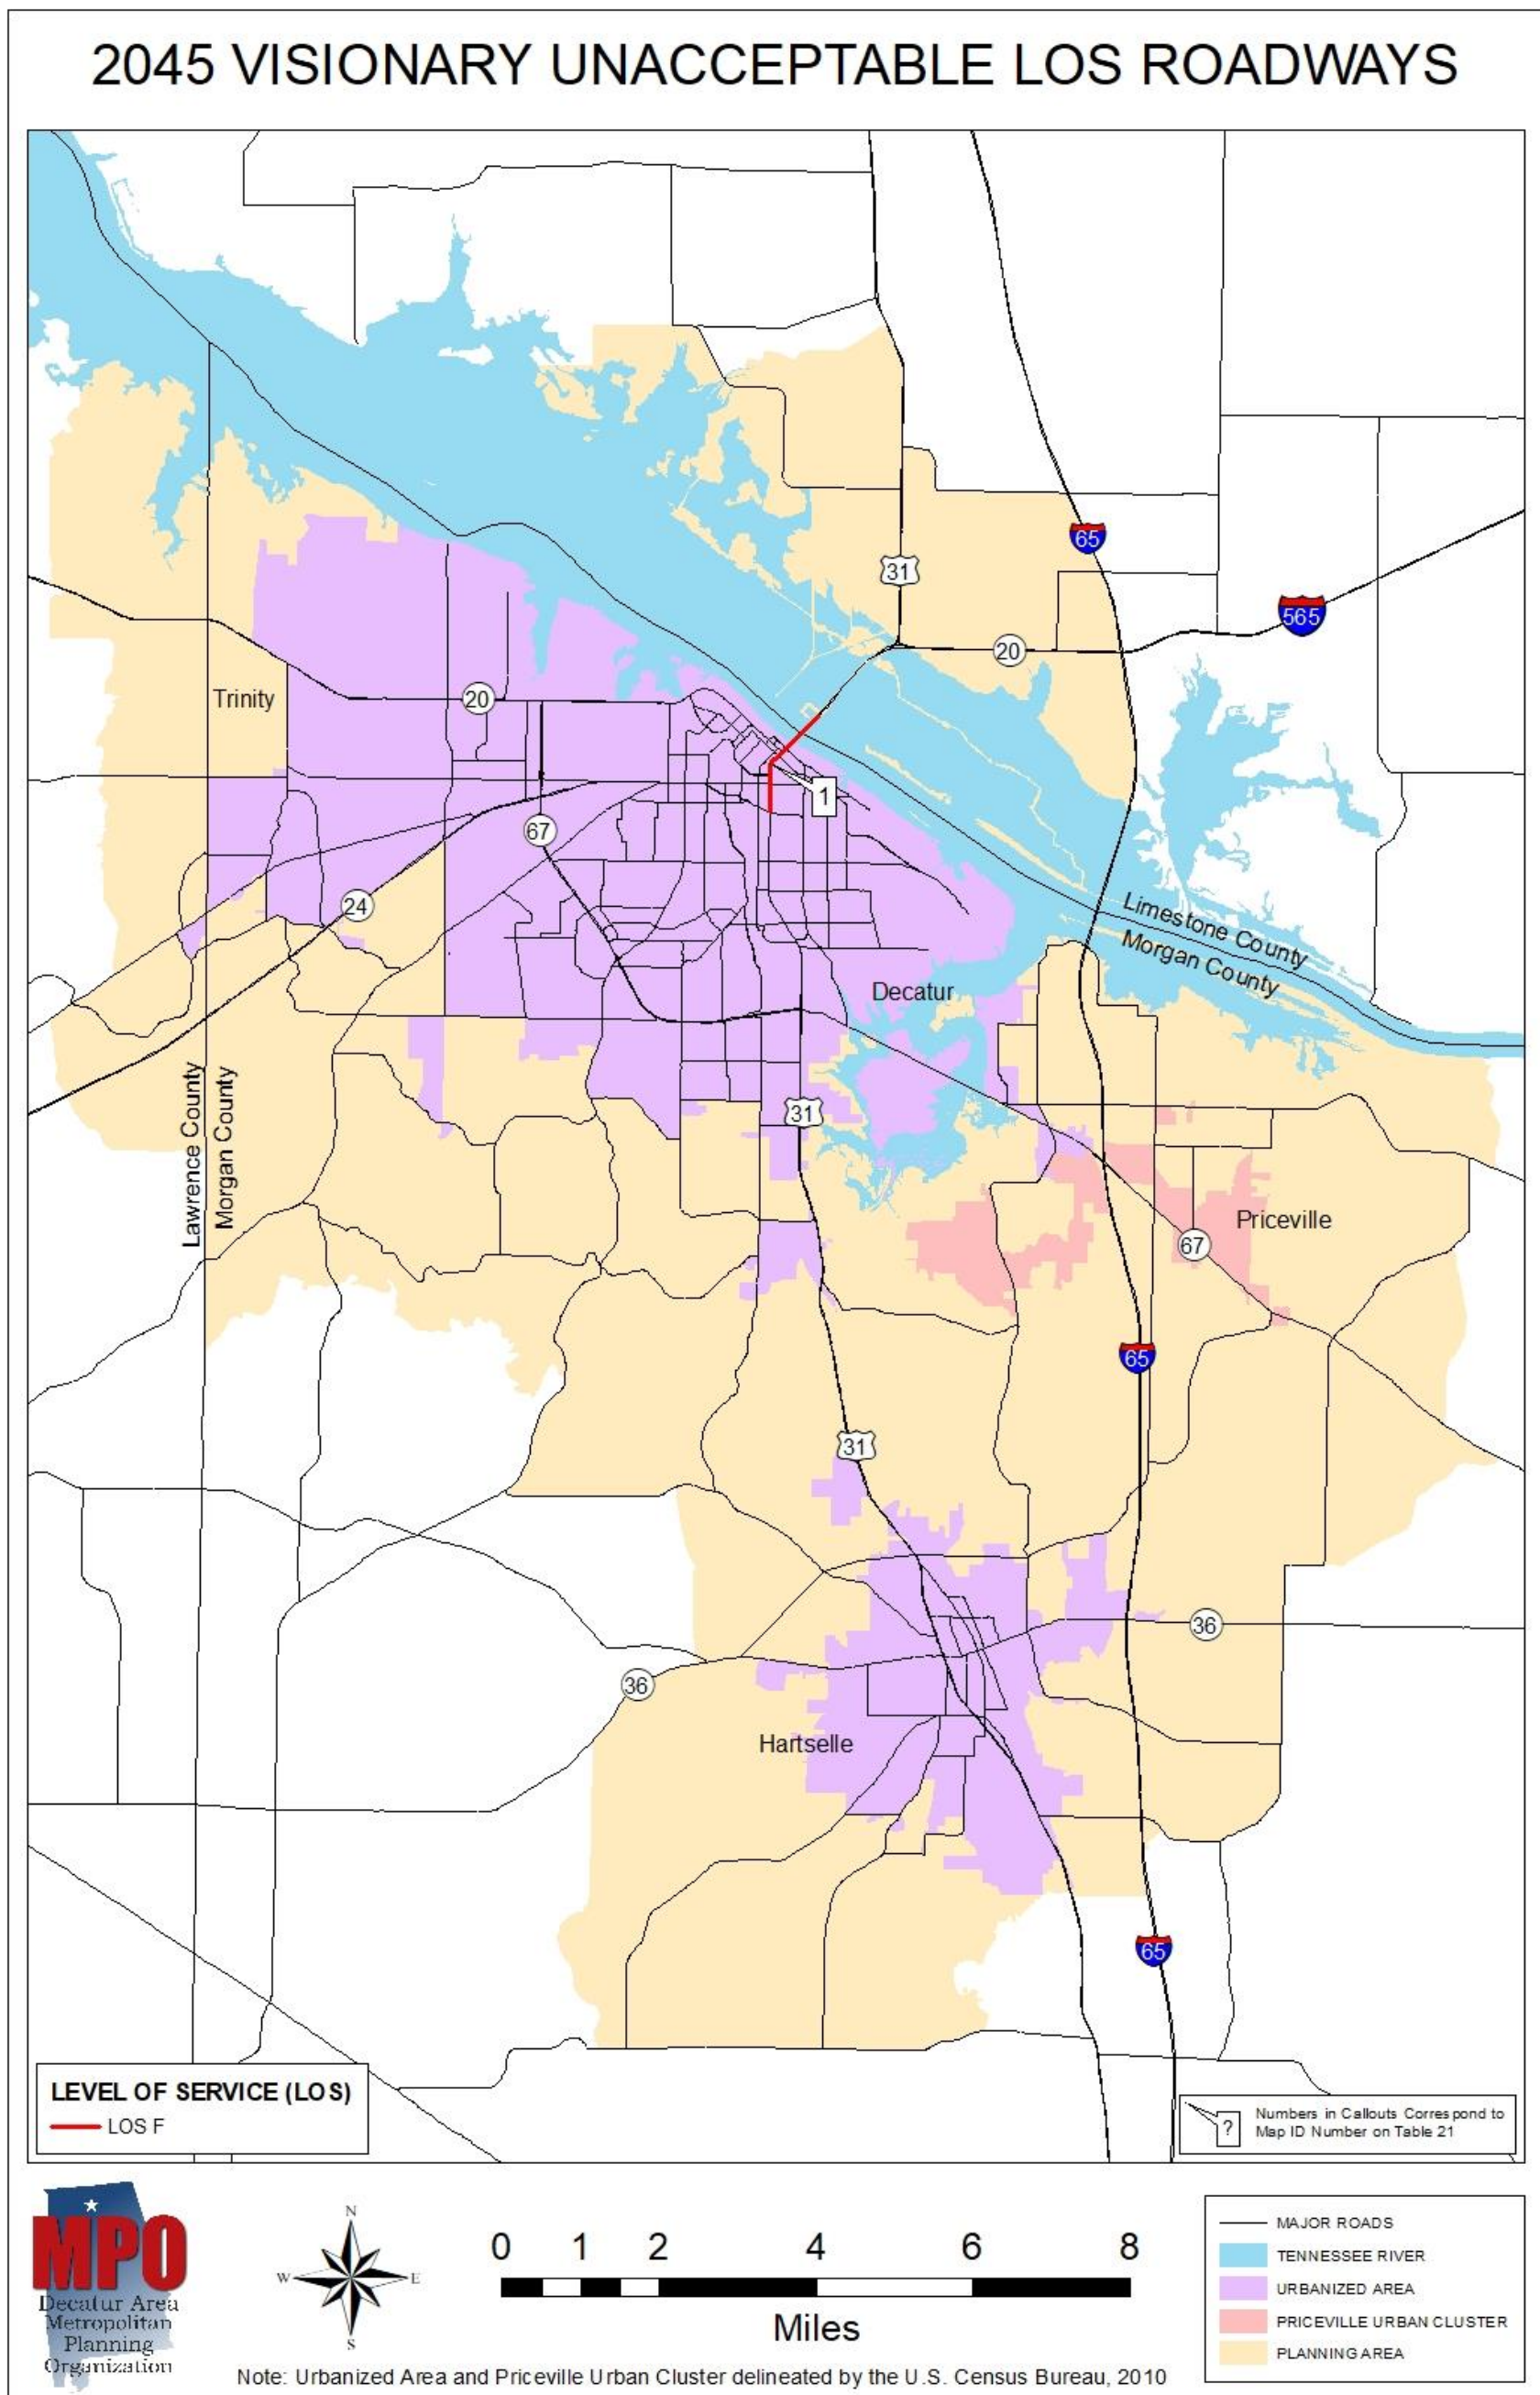 2045 VISIONARY UNACCEPTABLE LOS ROADWAYS
65
31
565
20
Trinity
20
1
67
24
Limestone County
Morgan County
Decatur
Lawrence County
Morgan County
31
Priceville
67
65
31
36
36
Hartselle
65
LEVEL OF SERVICE (LOS)
LOS F
?
Numbers in Callouts Correspond to
Map ID Number on Table 21
MPO
Decatur Area
Metropolitan
Planning
Organization
N
W
E
S
0 1 2 4 6 8
Miles
MAJOR ROADS
TENNESSEE RIVER
URBANIZED AREA
PRICEVILLE URBAN CLUSTER
PLANNING AREA
Note: Urbanized Area and Priceville Urban Cluster delineated by the U.S. Census Bureau, 2010